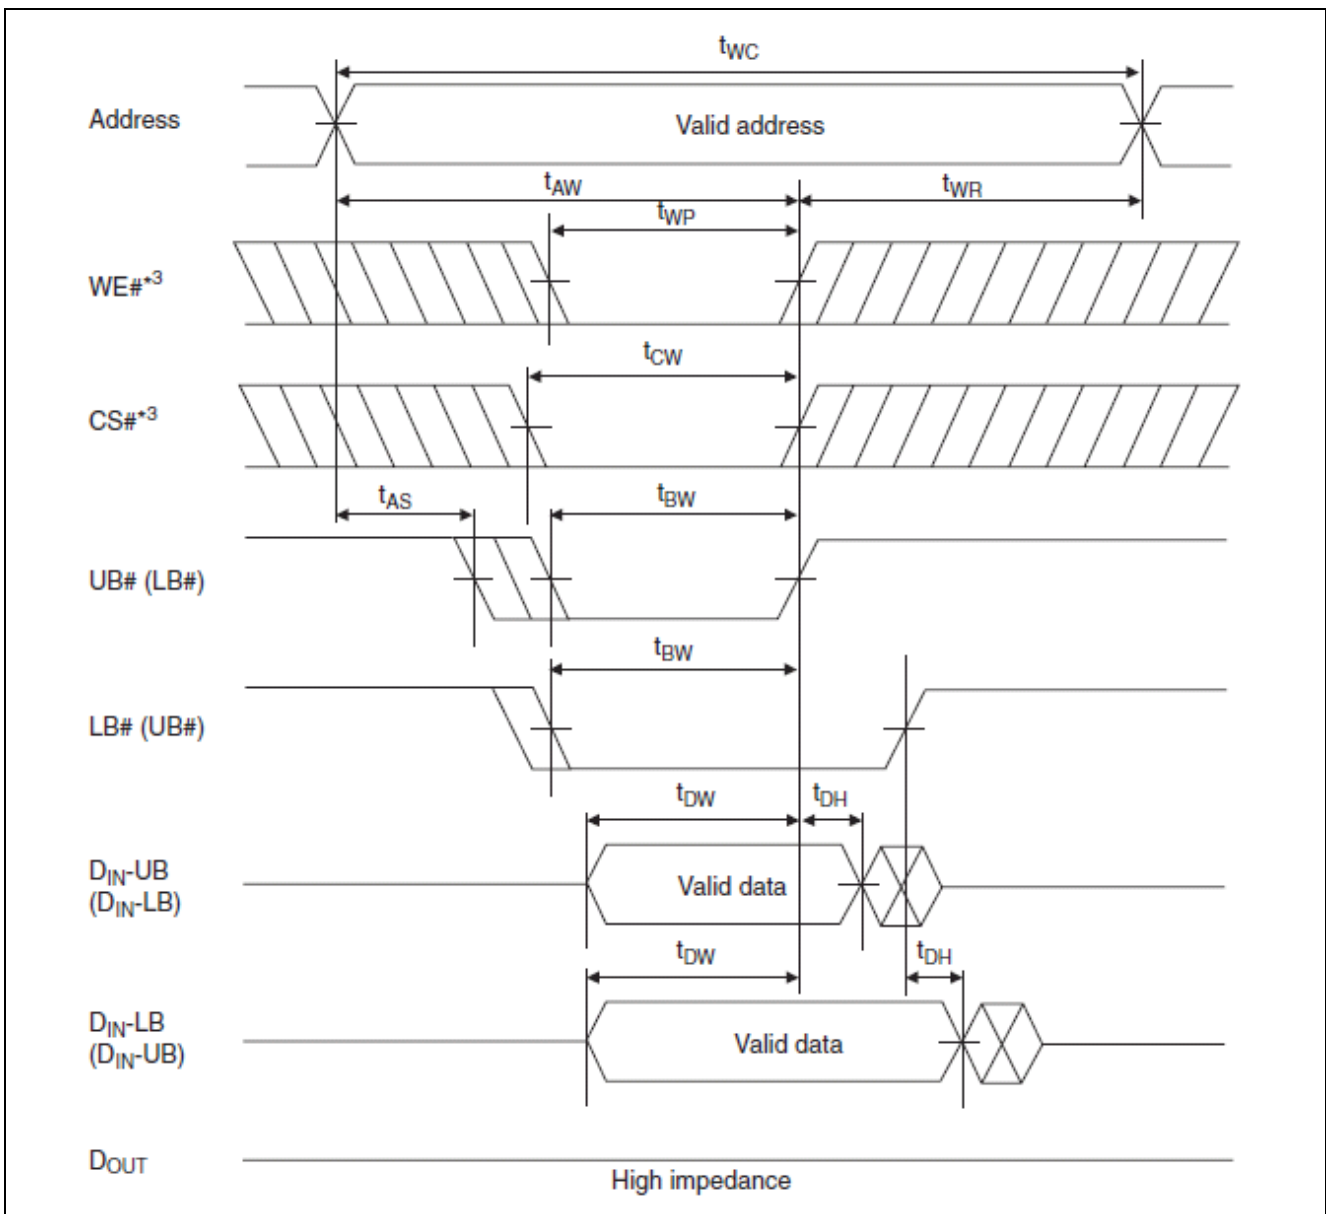 tWC
Address
Valid address
tAW
tWR
tWP
WE#*3
tCW
CS#*3
tAS
tBW
UB# (LB#)
tBW
LB# (UB#)
tDW
tDH
DIN-UB
(DIN-LB)
Valid data
tDW
tDH
DIN-LB
(DIN-UB)
Valid data
DOUT
High impedance